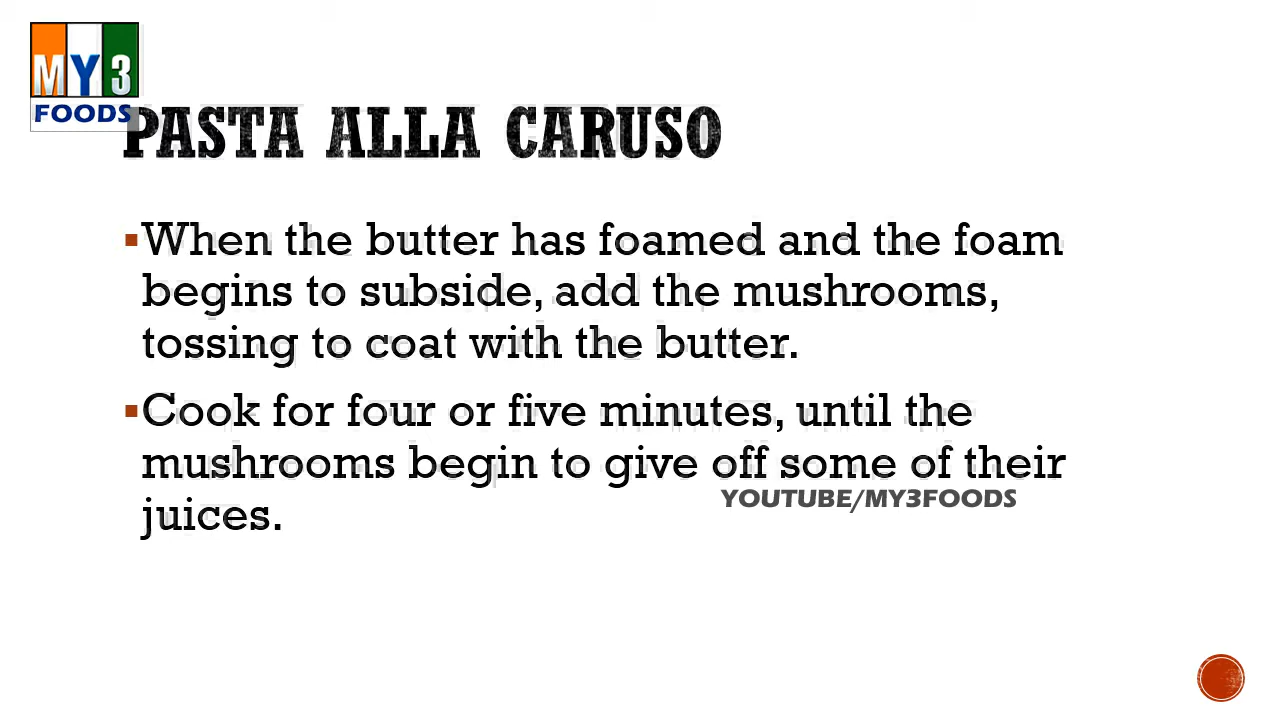 MY3
FOODS
PASTA ALLA CARUSO
▪When the butter has foamed and the foam
begins to subside, add the mushrooms,
tossing to coat with the butter.
▪Cook for four or five minutes, until the
mushrooms begin to give off some of their
juices.
YOUTUBE/MY3FOODS